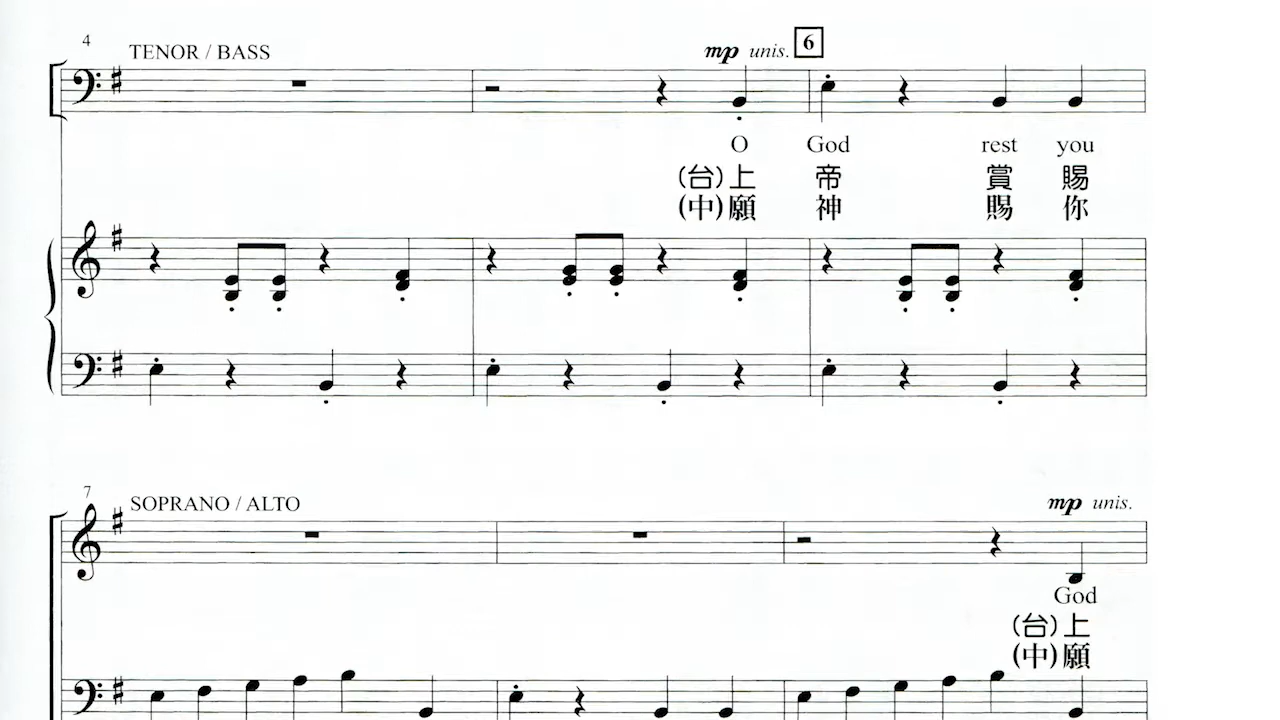 4
TENOR / BASS
mp unis. 6
O God rest you
(台)上 帝 賞 賜
(中)願 神 賜 你
7
SOPRANO / ALTO
mp unis.
God
(台)上
(中)願